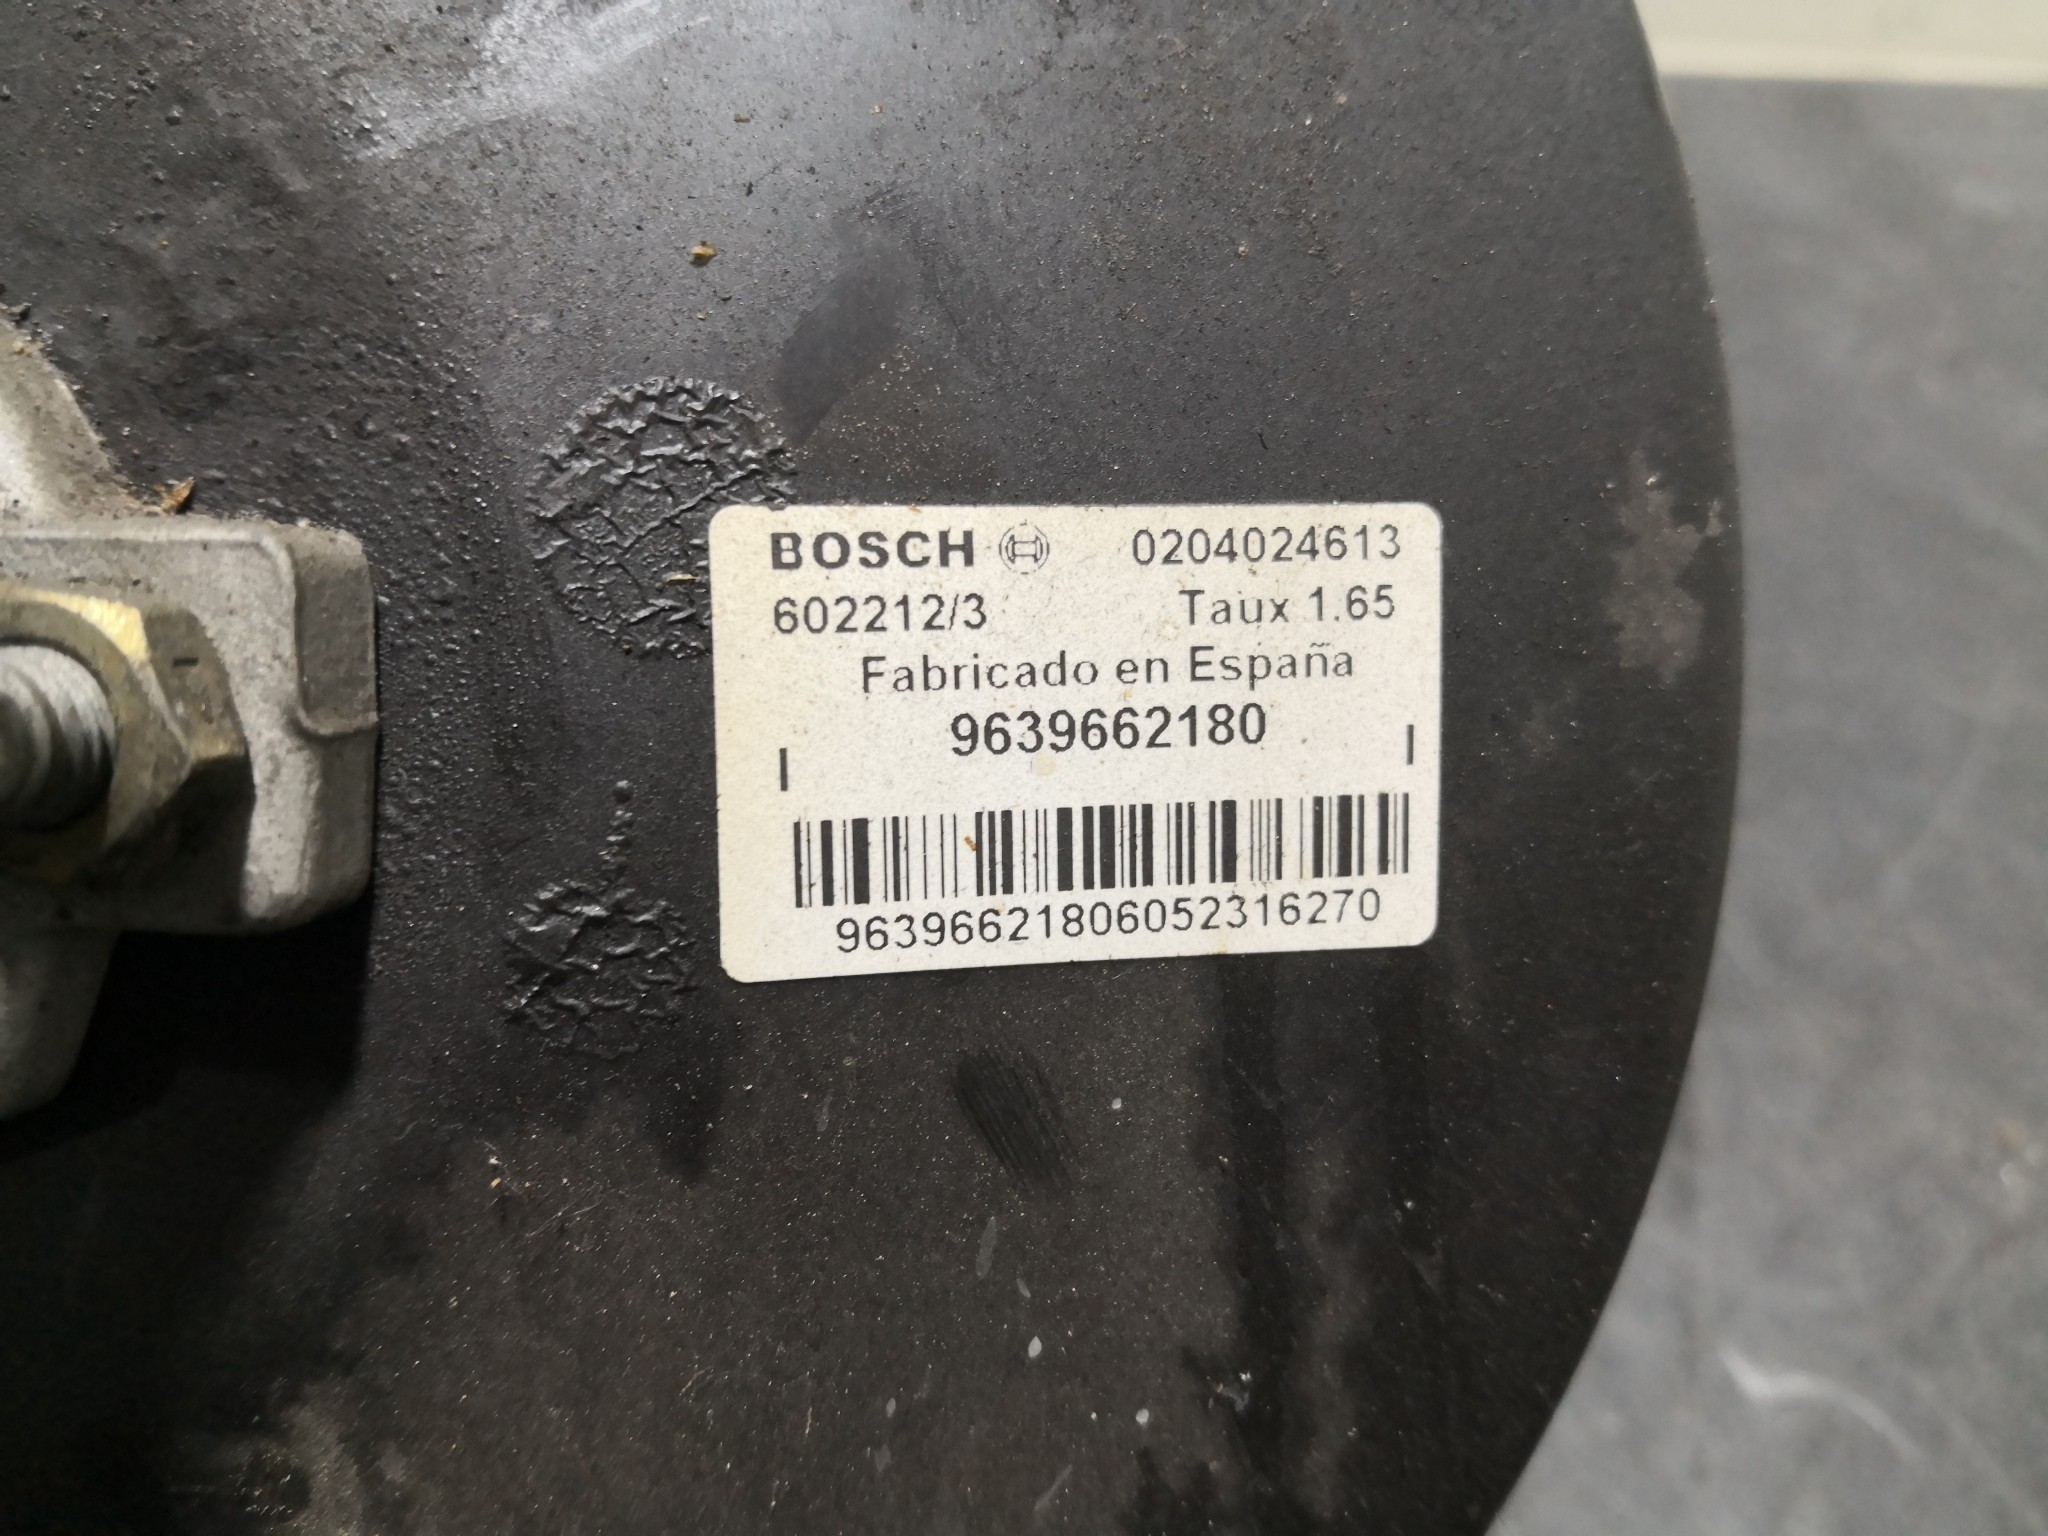 BOSCH 0204024613
602212/3 Taux 1.65
Fabricado en España
9639662180
96396621806052316270